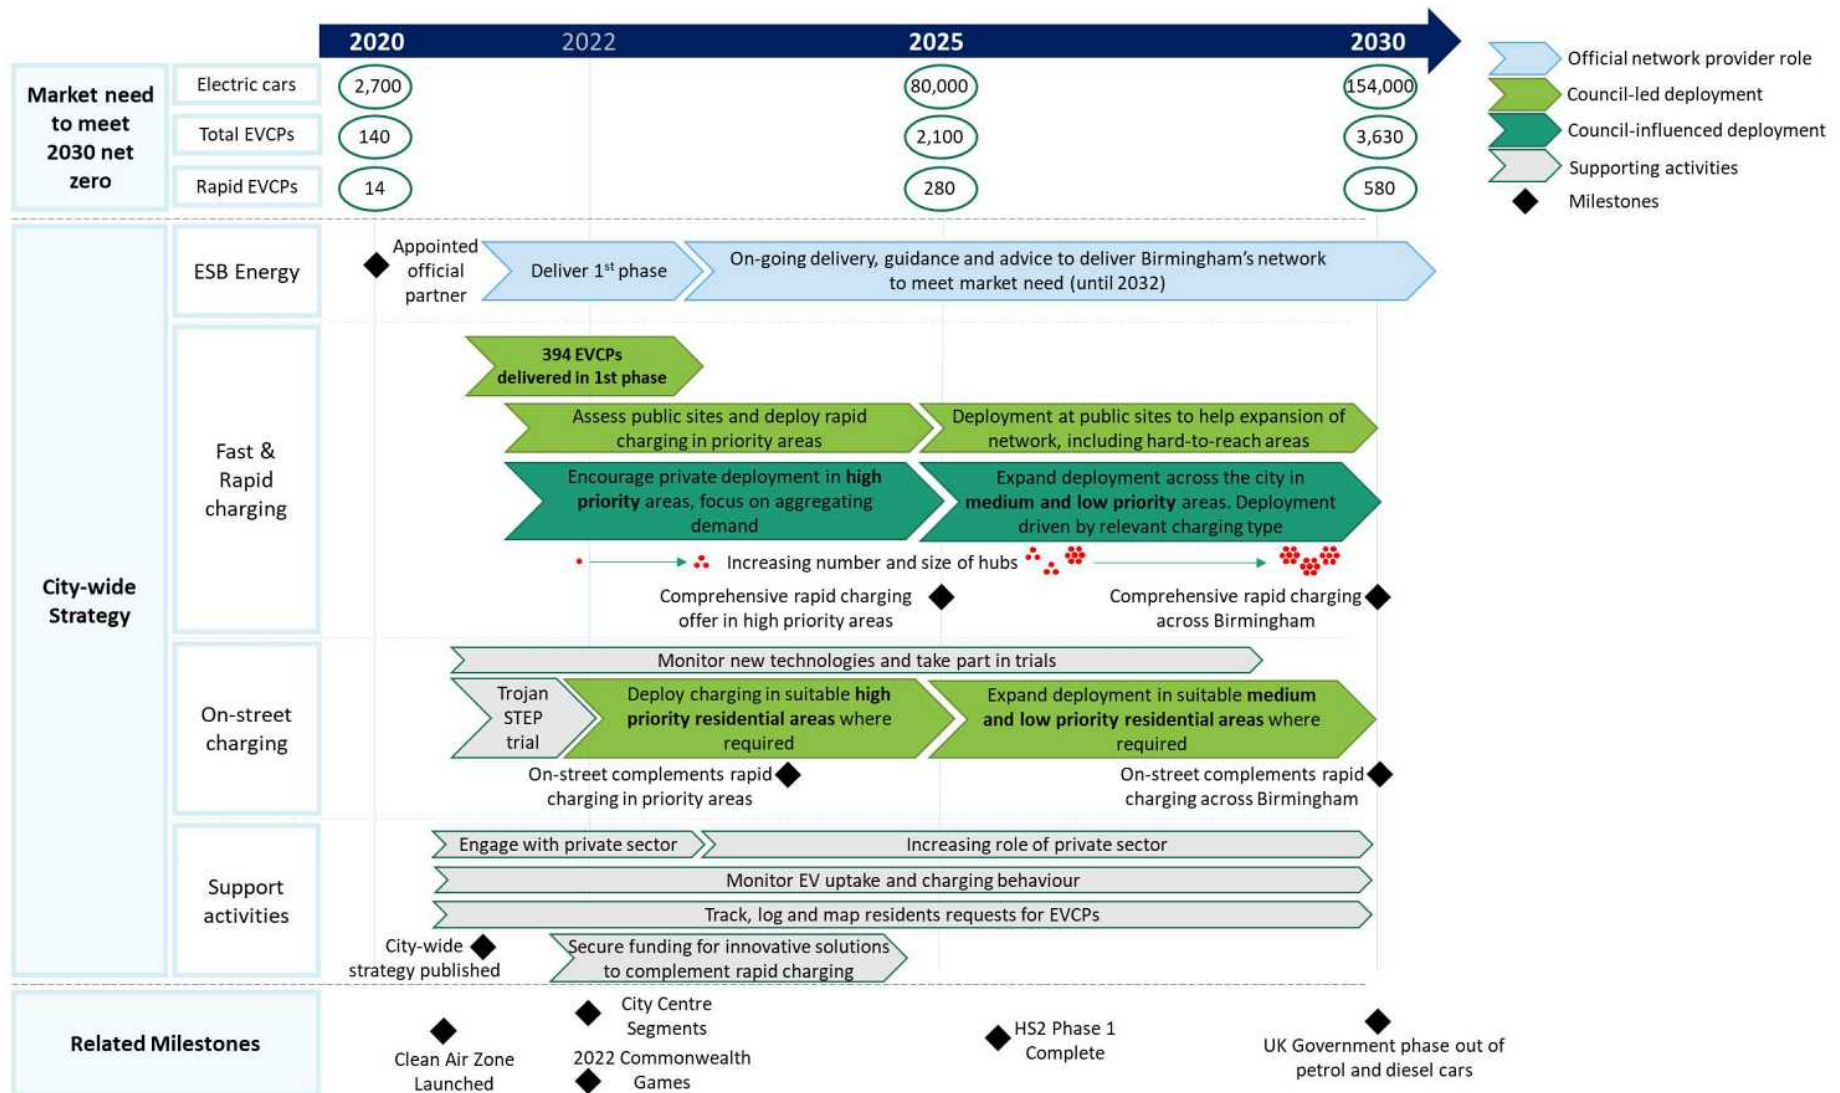 2020
2022
2025
2030
Official network provider role
Council-led deployment
Council-influenced deployment
Supporting activities
Milestones
Market need
to meet
2030 net
zero
Electric cars
2,700
80,000
154,000
Total EVCPs
140
2,100
3,630
Rapid EVCPs
14
280
580
City-wide
Strategy
ESB Energy
Appointed
official
partner
Deliver 1st phase
On-going delivery, guidance and advice to deliver Birmingham's network
to meet market need (until 2032)
Fast &
Rapid
charging
394 EVCPs
delivered in 1st phase
Assess public sites and deploy rapid
charging in priority areas
Deployment at public sites to help expansion of
network, including hard-to-reach areas
Encourage private deployment in high
priority areas, focus on aggregating
demand
Expand deployment across the city in
medium and low priority areas. Deployment
driven by relevant charging type
Increasing number and size of hubs
Comprehensive rapid charging
offer in high priority areas
Comprehensive rapid charging
across Birmingham
On-street
charging
Monitor new technologies and take part in trials
Trojan
STEP
trial
Deploy charging in suitable high
priority residential areas where
required
Expand deployment in suitable medium
and low priority residential areas where
required
On-street complements rapid
charging in priority areas
On-street complements rapid
charging across Birmingham
Support
activities
Engage with private sector
Increasing role of private sector
Monitor EV uptake and charging behaviour
Track, log and map residents requests for EVCPs
City-wide
strategy published
Secure funding for innovative solutions
to complement rapid charging
Related Milestones
Clean Air Zone
Launched
City Centre
Segments
2022 Commonwealth
Games
HS2 Phase 1
Complete
UK Government phase out of
petrol and diesel cars